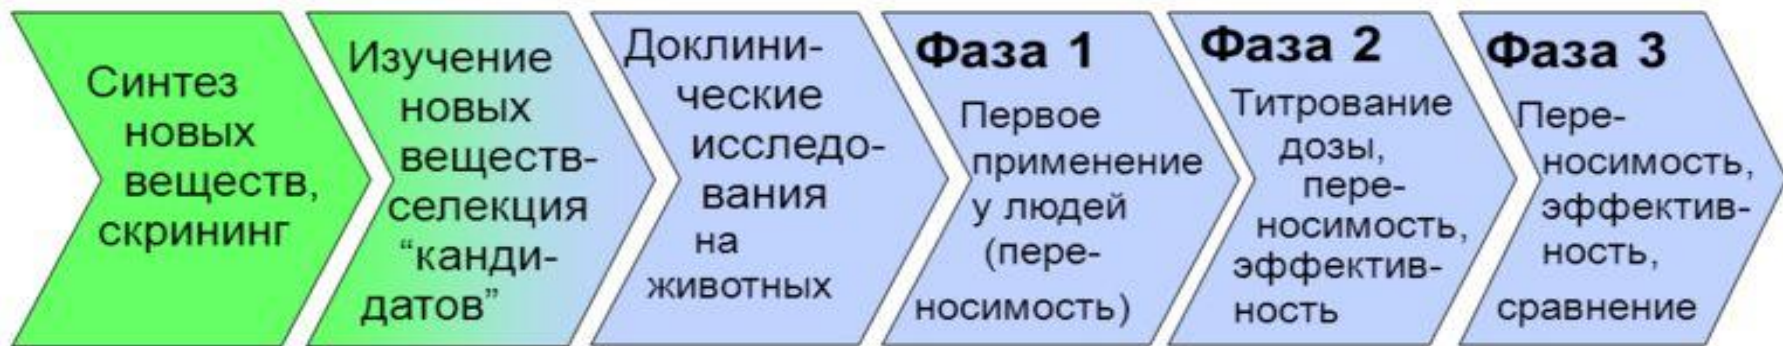 Синтез
новых
веществ,
скрининг
Изучение
новых
веществ-
селекция
“канди-
датов”
Доклини-
ческие
исследо-
вания
на
животных
Фаза 1
Первое
применение
у людей
(пере-
носимость)
Фаза 2
Титрование
дозы,
пере-
носимость,
эффектив-
ность
Фаза 3
Пере-
носимость,
эффектив-
ность,
сравнение